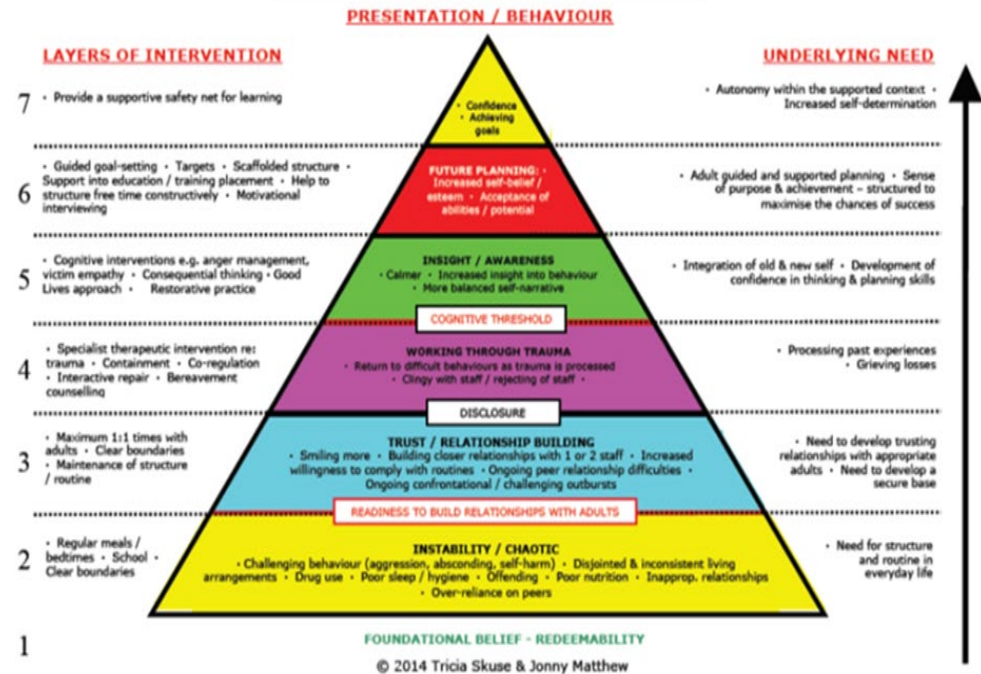 PRESENTATION / BEHAVIOUR
LAYERS OF INTERVENTION
UNDERLYING NEED
7
· Provide a supportive safety net for learning
· Confidence
· Achieving
goals
· Autonomy within the supported context ·
Increased self-determination
6
· Guided goal-setting · Targets · Scaffolded structure ·
Support into education / training placement · Help to
structure free time constructively · Motivational
interviewing
FUTURE PLANNING: ·
Increased self-belief /
esteem · Acceptance of
abilities / potential
· Adult guided and supported planning · Sense
of purpose & achievement – structured to
maximise the chances of success
5
· Cognitive interventions e.g. anger management,
victim empathy · Consequential thinking · Good
Lives approach · Restorative practice
INSIGHT / AWARENESS
· Calmer · Increased insight into behaviour
· More balanced self-narrative
· Integration of old & new self · Development of
confidence in thinking & planning skills
COGNITIVE THRESHOLD
4
· Specialist therapeutic intervention re:
trauma · Containment · Co-regulation
· Interactive repair · Bereavement
counselling
WORKING THROUGH TRAUMA
· Return to difficult behaviours as trauma is processed
· Clingy with staff / rejecting of staff ·
· Processing past experiences
· Grieving losses
DISCLOSURE
3
· Maximum 1:1 times with
adults · Clear boundaries
· Maintenance of structure
/ routine
TRUST / RELATIONSHIP BUILDING
· Smiling more · Building closer relationships with 1 or 2 staff · Increased
willingness to comply with routines · Ongoing peer relationship difficulties ·
Ongoing confrontational / challenging outbursts
· Need to develop trusting
relationships with appropriate
adults · Need to develop a
secure base
READINESS TO BUILD RELATIONSHIPS WITH ADULTS
2
· Regular meals /
bedtimes · School ·
Clear boundaries
INSTABILITY / CHAOTIC
· Challenging behaviour (aggression, absconding, self-harm) · Disjointed & inconsistent living
arrangements · Drug use · Poor sleep / hygiene · Offending · Poor nutrition · Inapprop. relationships
· Over-reliance on peers
· Need for structure
and routine in
everyday life
1
FOUNDATIONAL BELIEF - REDEEMABILITY
© 2014 Tricia Skuse & Jonny Matthew